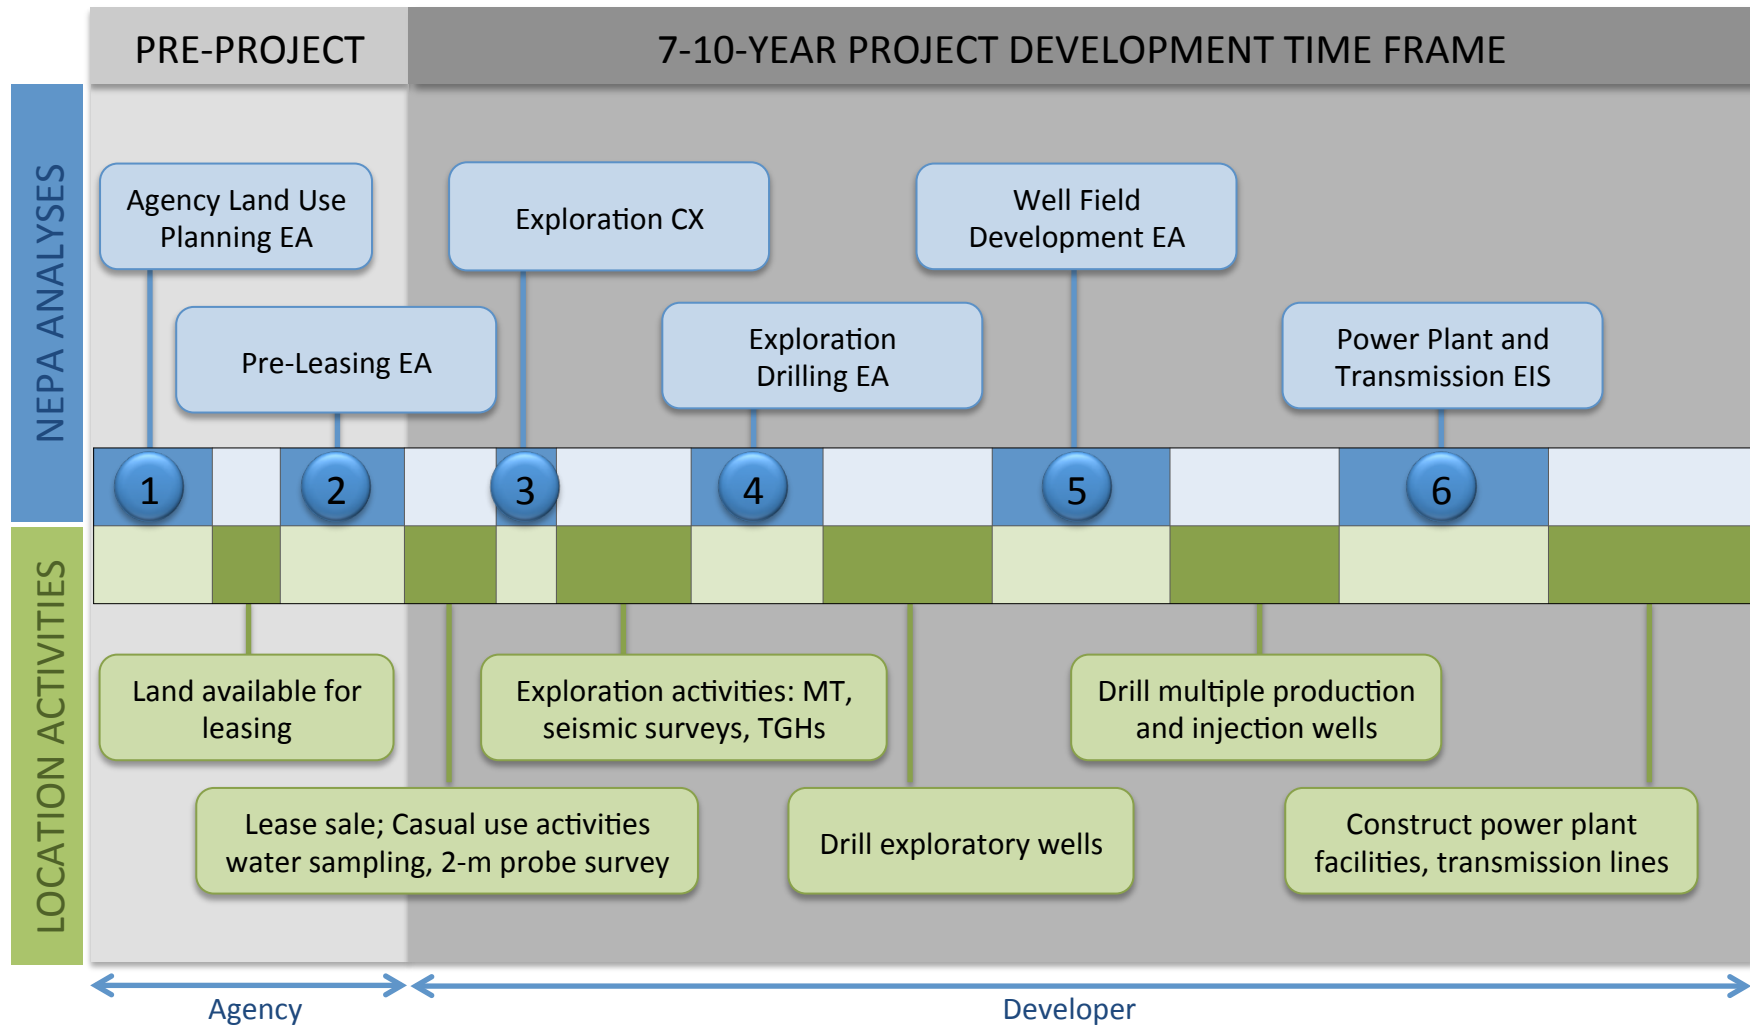 PRE-PROJECT
7-10-YEAR PROJECT DEVELOPMENT TIME FRAME
NEPA ANALYSES
Agency Land Use
Planning EA
Exploration CX
Well Field
Development EA
Pre-Leasing EA
Exploration
Drilling EA
Power Plant and
Transmission EIS
1
2
3
4
5
6
LOCATION ACTIVITIES
Land available for
leasing
Exploration activities: MT,
seismic surveys, TGHs
Drill multiple production
and injection wells
Lease sale; Casual use activities
water sampling, 2-m probe survey
Drill exploratory wells
Construct power plant
facilities, transmission lines
Agency
Developer